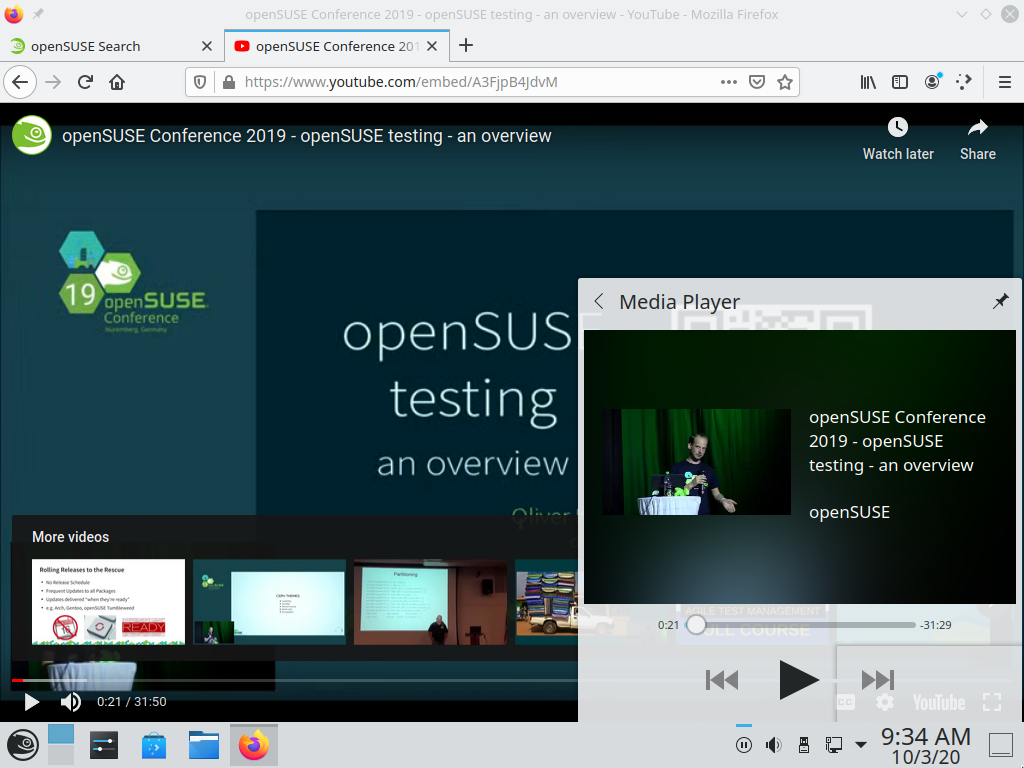 openSUSE Conference 2019 - openSUSE testing - an overview - YouTube - Mozilla Firefox
openSUSE Search
openSUSE Conference 201
https://www.youtube.com/embed/A3FjpB4JdvM
openSUSE Conference 2019 - openSUSE testing - an overview
Watch later
Share
19
openSUSE
Conference
Nuremberg, Germany
openSUS
testing
an overview
Oliver
Media Player
openSUSE Conference
2019 - openSUSE
testing - an overview
openSUSE
More videos
Rolling Releases to the Rescue
No Release Schedule
Frequent Updates to all Packages
Updates delivered "when they're ready"
e.g. Arch, Gentoo, openSUSE Tumbleweed
READY
Partitioning
AGILE TEST MANAGEMENT
FULL COURSE
0:21
-31:29
0:21 / 31:50
CC
YouTube
9:34 AM
10/3/20